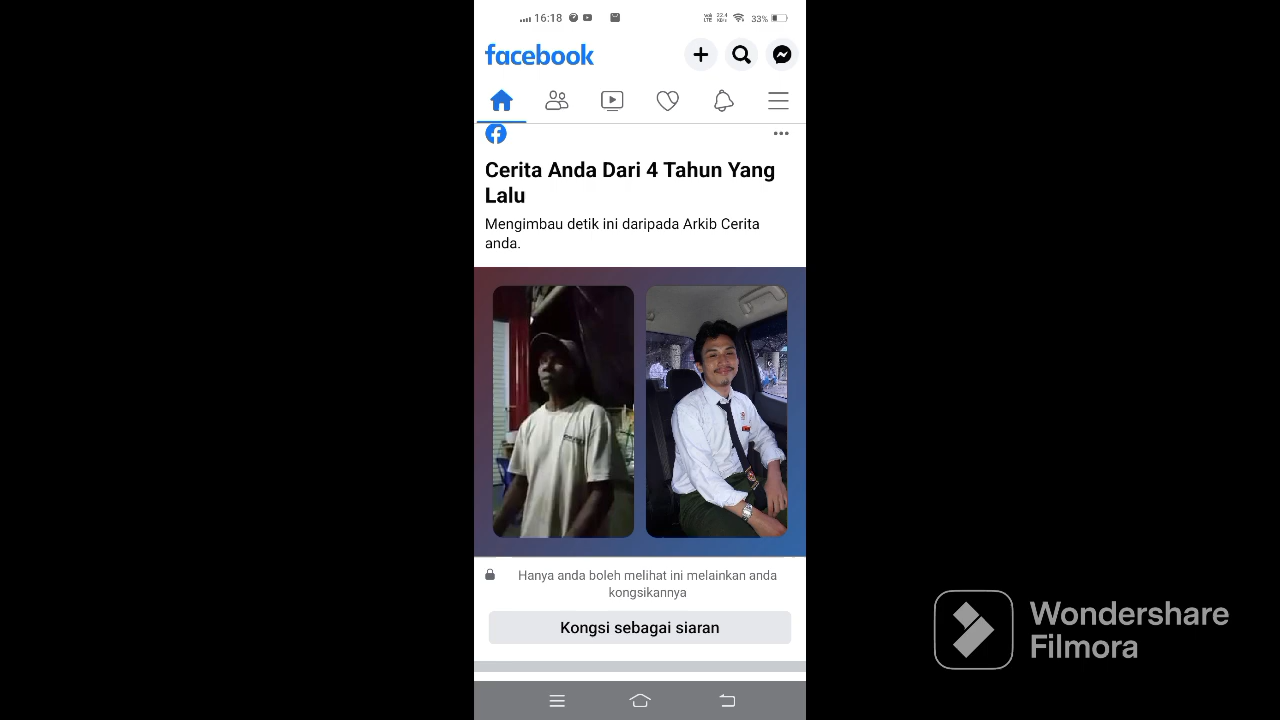 16:18
33%
facebook
Cerita Anda Dari 4 Tahun Yang
Lalu
Mengimbau detik ini daripada Arkib Cerita
anda.
Hanya anda boleh melihat ini melainkan anda
kongsikannya
Kongsi sebagai siaran
Wondershare
Filmora